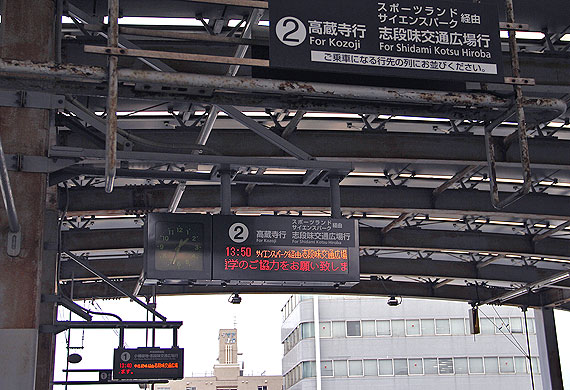 2
高蔵寺行
For Kozoji
スポーツランド
サイエンスパーク 経由
志段味交通広場行
For Shidami Kotsu Hiroba
ご乗車になる行先の列にお並びください。
2
高蔵寺行
For Kozoji
スポーツランド
サイエンスパーク 経由
志段味交通広場行
For Shidami Kotsu Hiroba
13:50 サイエンスパーク経由志段味交通広場
のご協力をお願い致しま
1
13:40
ます。